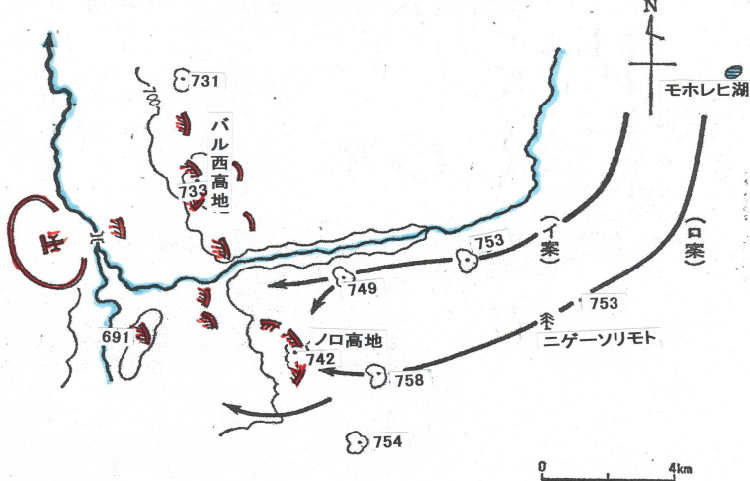 N
モホレヒ湖
731
700
バル西高地
733
(イ案)
(ロ案)
753
749
753
ニゲーソリモト
691
ノロ高地
742
758
754
0 4km